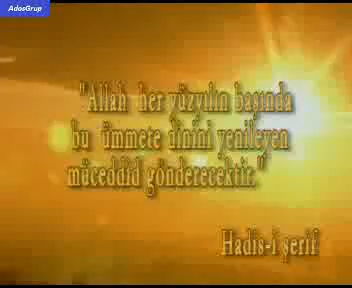 AdosGrup
"Allah her yüzyılın başında
bu ümmete dinini yenileyen
müceddid gönderecektir."
Hadis-i şerif